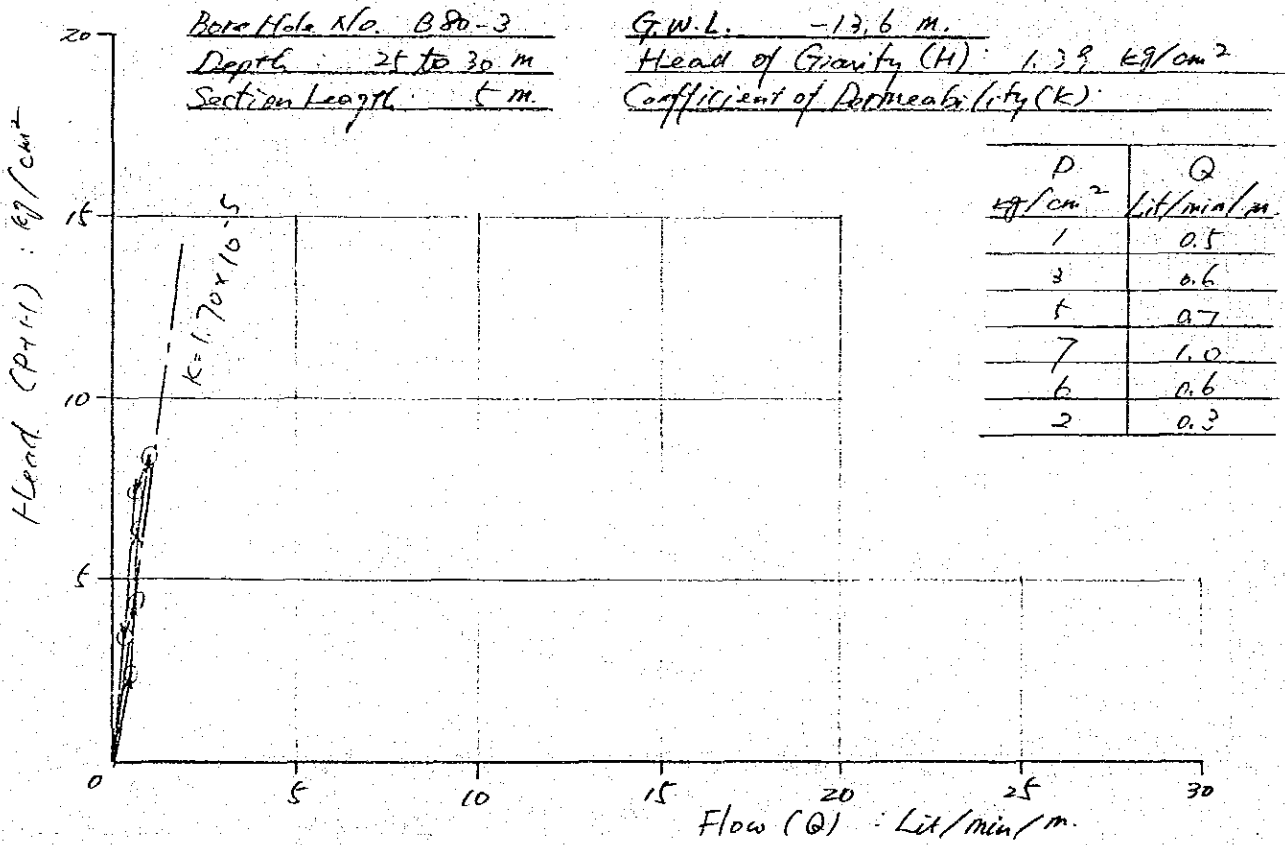 Bore Hole No. B80-3
Depth : 25 to 30 m
Section Length : 5 m
G.W.L. -13.6 m.
Head of Gravity (H) : 1.39 kg/cm²
Coefficient of Permeability (K) :
P Q
kg/cm² Lit/min/m.
1 0.5
3 0.6
5 0.7
7 1.0
6 0.6
2 0.3
Head (P+H) : kg/cm²
20
15
10
5
0
K=1.70×10-5
5 10 15 20 25 30
Flow (Q) : Lit/min/m.